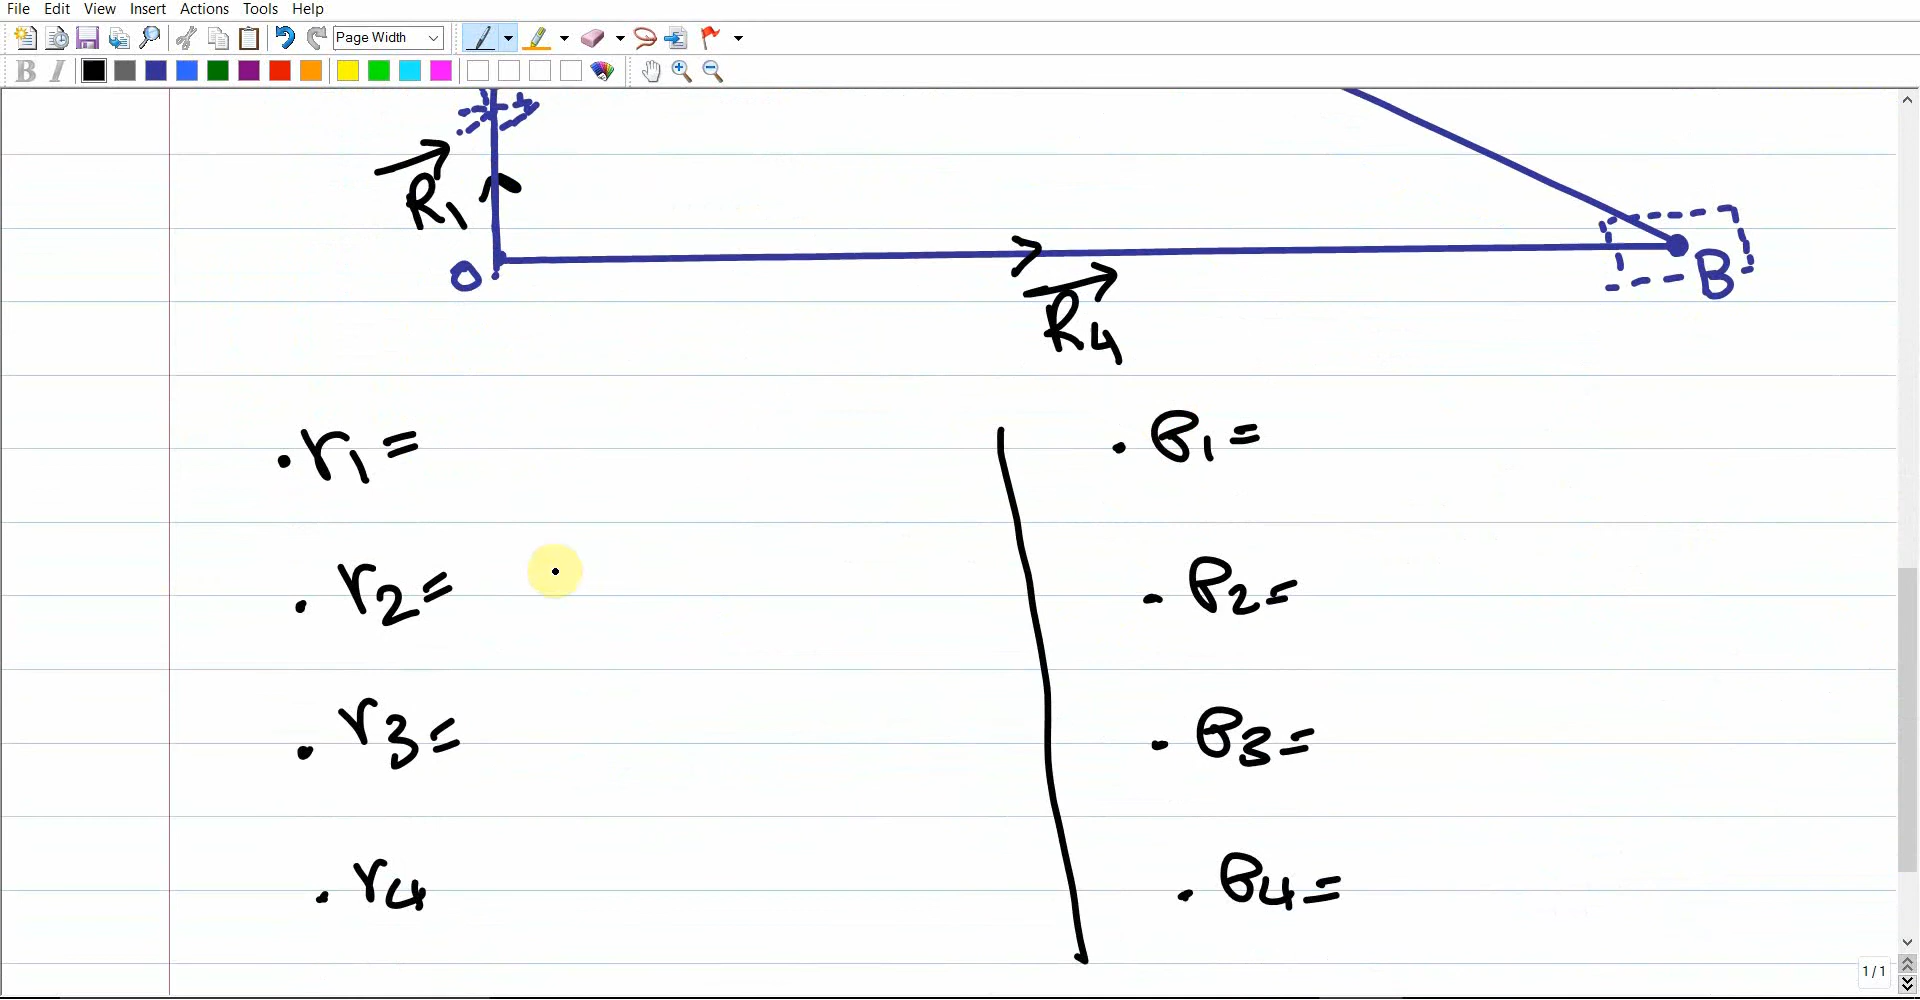 File Edit View Insert Actions Tools Help
Page Width
B I
R1
O
R4
B
. r1 = . θ1 =
. r2 = . θ2 =
. r3 = . θ3 =
. r4 . θ4 =
1 / 1